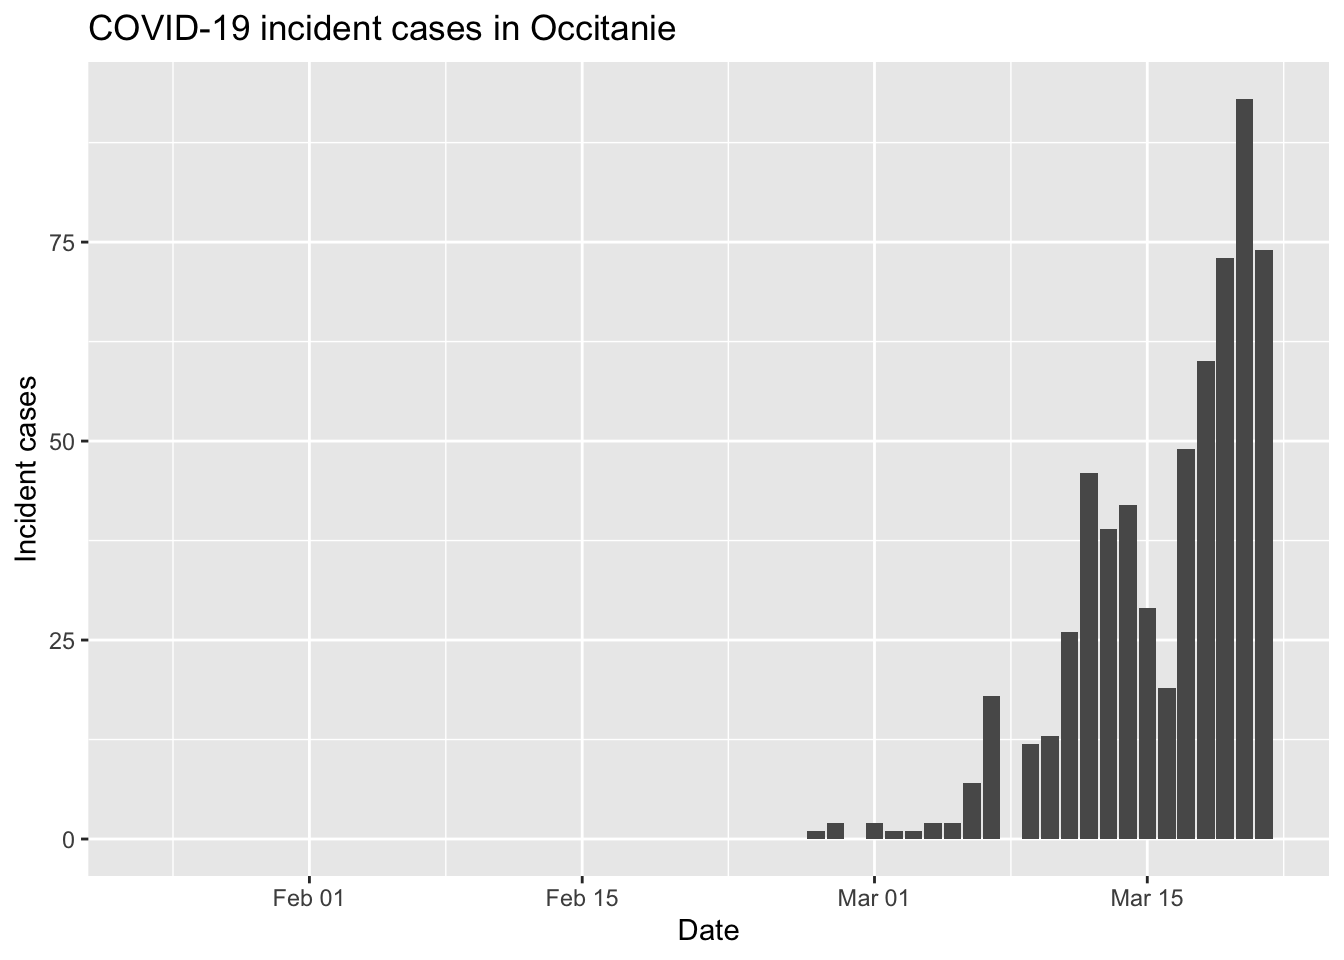 COVID-19 incident cases in Occitanie
75
50
25
0
Incident cases
Feb 01 Feb 15 Mar 01 Mar 15
Date